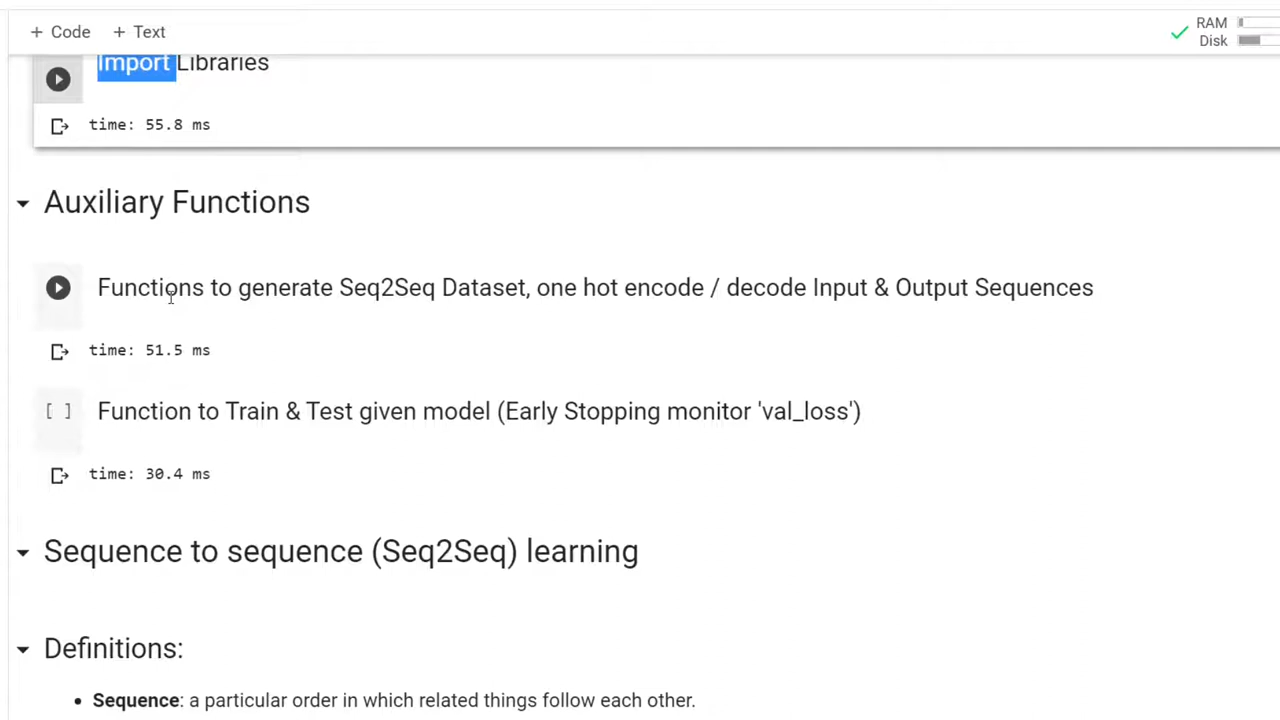 + Code + Text
RAM
Disk
Import Libraries
time: 55.8 ms
Auxiliary Functions
Functions to generate Seq2Seq Dataset, one hot encode / decode Input & Output Sequences
time: 51.5 ms
[ ] Function to Train & Test given model (Early Stopping monitor 'val_loss')
time: 30.4 ms
Sequence to sequence (Seq2Seq) learning
Definitions:
• Sequence: a particular order in which related things follow each other.